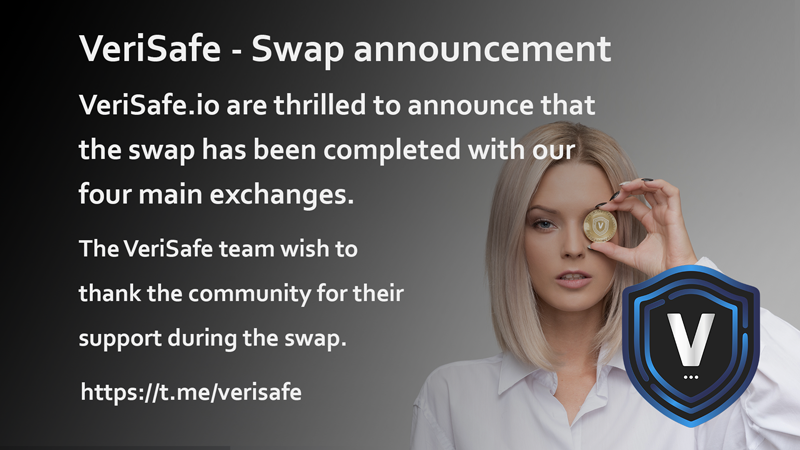 VeriSafe - Swap announcement
VeriSafe.io are thrilled to announce that
the swap has been completed with our
four main exchanges.
The VeriSafe team wish to
thank the community for their
support during the swap.
https://t.me/verisafe
V
V